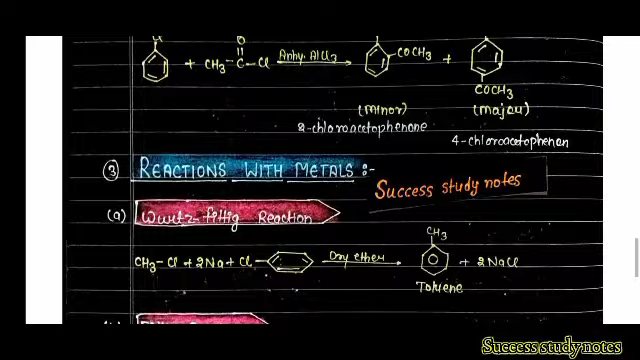 Cl O
+ CH3-C-Cl Anhy. AlCl3 COCH3 +
COCH3
(Minor) (Major)
2-chloroacetophenone
4-chloroacetophenon
③ REACTIONS WITH METALS :-
Success study notes
(a) Wurtz-fittig Reaction
CH3
CH3-Cl + 2Na + Cl Dry ether + 2NaCl
Toluene
Success study notes